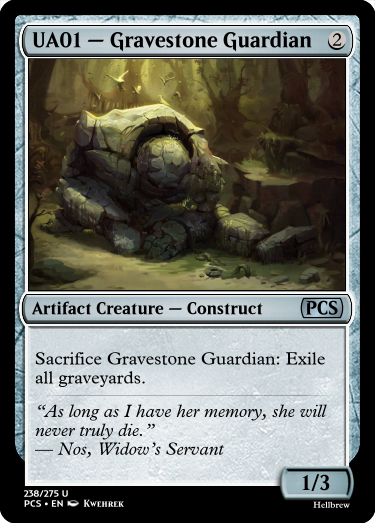 UA01 — Gravestone Guardian 2
Artifact Creature — Construct PCS
Sacrifice Gravestone Guardian: Exile
all graveyards.
“As long as I have her memory, she will
never truly die.”
— Nos, Widow's Servant
1/3
238/275 U
PCS • EN Kwehrek
Hellbrew